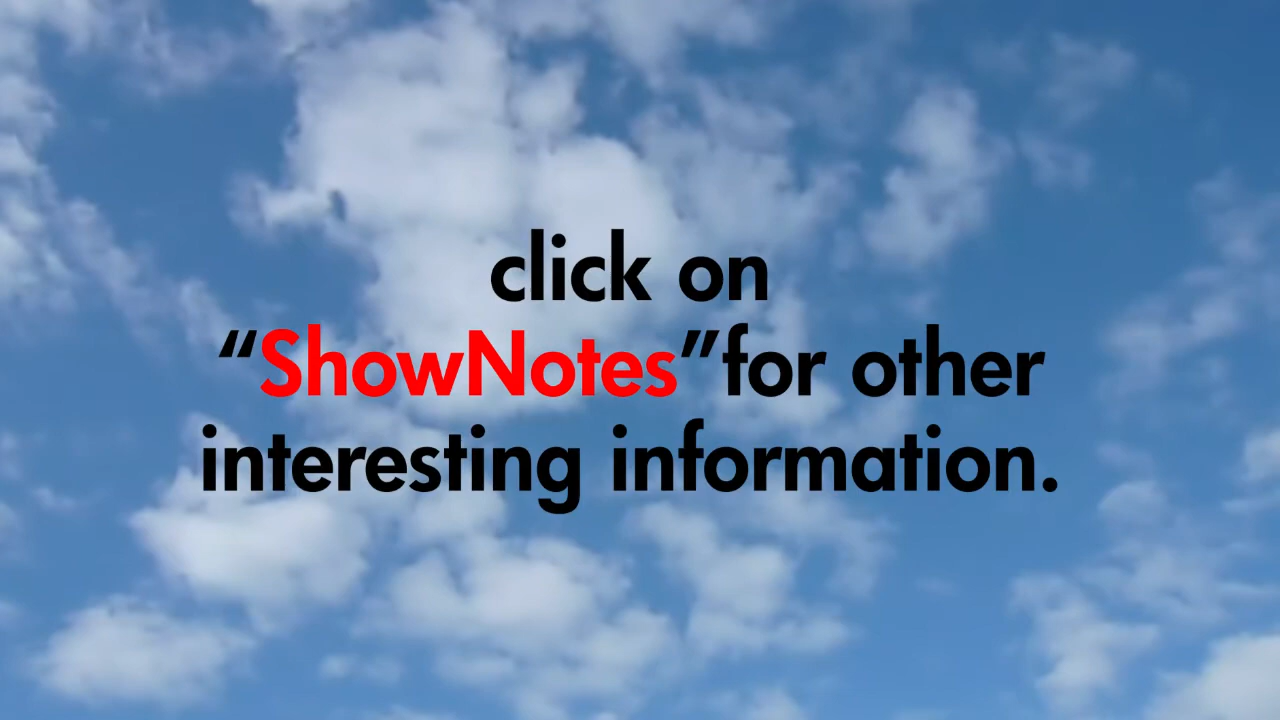 click on
“ShowNotes”for other
interesting information.